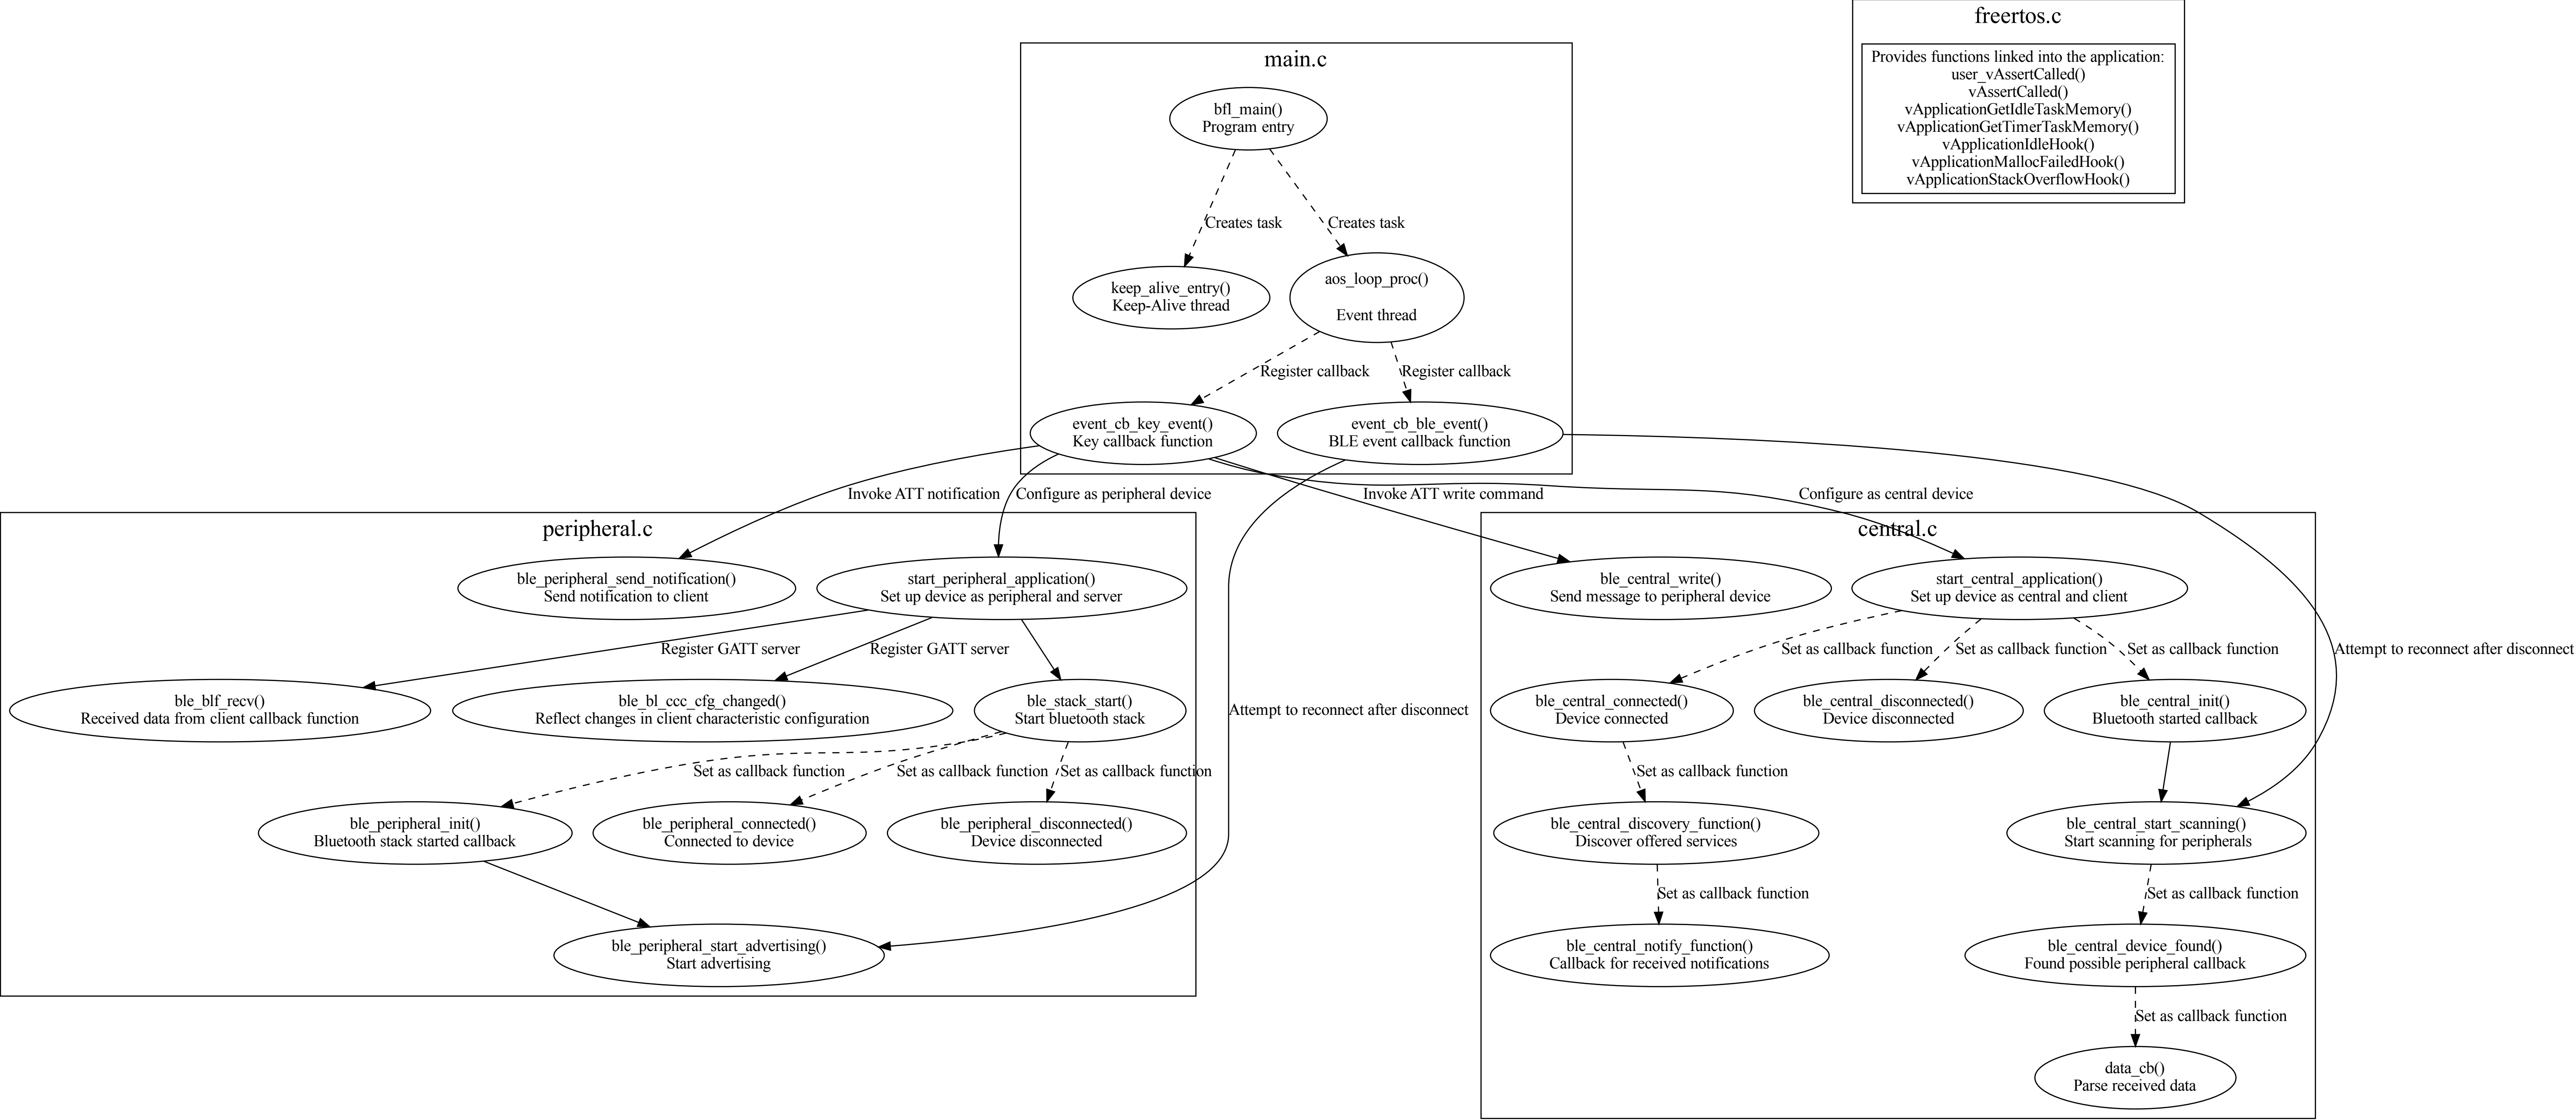 freertos.c
Provides functions linked into the application:
user_vAssertCalled()
vAssertCalled()
vApplicationGetIdleTaskMemory()
vApplicationGetTimerTaskMemory()
vApplicationIdleHook()
vApplicationMallocFailedHook()
vApplicationStackOverflowHook()
main.c
bfl_main()
Program entry
Creates task
Creates task
keep_alive_entry()
Keep-Alive thread
aos_loop_proc()
Event thread
Register callback
Register callback
event_cb_key_event()
Key callback function
event_cb_ble_event()
BLE event callback function
Invoke ATT notification
Configure as peripheral device
Invoke ATT write command
Configure as central device
peripheral.c
ble_peripheral_send_notification()
Send notification to client
start_peripheral_application()
Set up device as peripheral and server
Register GATT server
Register GATT server
ble_blf_recv()
Received data from client callback function
ble_bl_ccc_cfg_changed()
Reflect changes in client characteristic configuration
ble_stack_start()
Start bluetooth stack
Attempt to reconnect after disconnect
Set as callback function
Set as callback function
Set as callback function
ble_peripheral_init()
Bluetooth stack started callback
ble_peripheral_connected()
Connected to device
ble_peripheral_disconnected()
Device disconnected
ble_peripheral_start_advertising()
Start advertising
central.c
ble_central_write()
Send message to peripheral device
start_central_application()
Set up device as central and client
Set as callback function
Set as callback function
Set as callback function
Attempt to reconnect after disconnect
ble_central_connected()
Device connected
ble_central_disconnected()
Device disconnected
ble_central_init()
Bluetooth started callback
Set as callback function
ble_central_discovery_function()
Discover offered services
ble_central_start_scanning()
Start scanning for peripherals
Set as callback function
Set as callback function
ble_central_notify_function()
Callback for received notifications
ble_central_device_found()
Found possible peripheral callback
Set as callback function
data_cb()
Parse received data